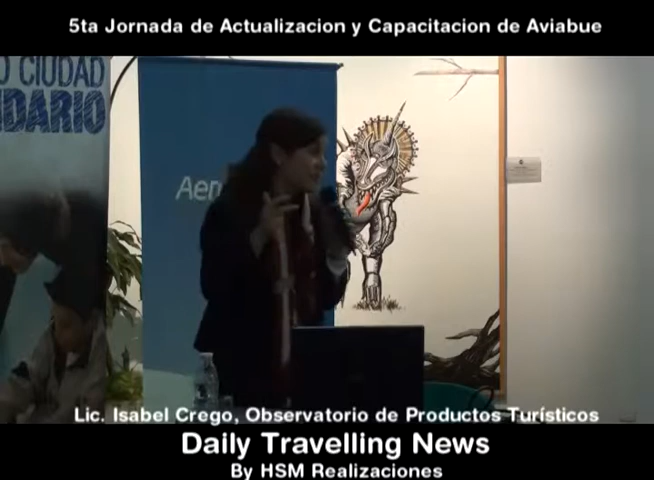 5ta Jornada de Actualizacion y Capacitacion de Aviabue
O CIUDAD
DARIO
Aer
Lic. Isabel Crego, Observatorio de Productos Turísticos
Daily Travelling News
By HSM Realizaciones